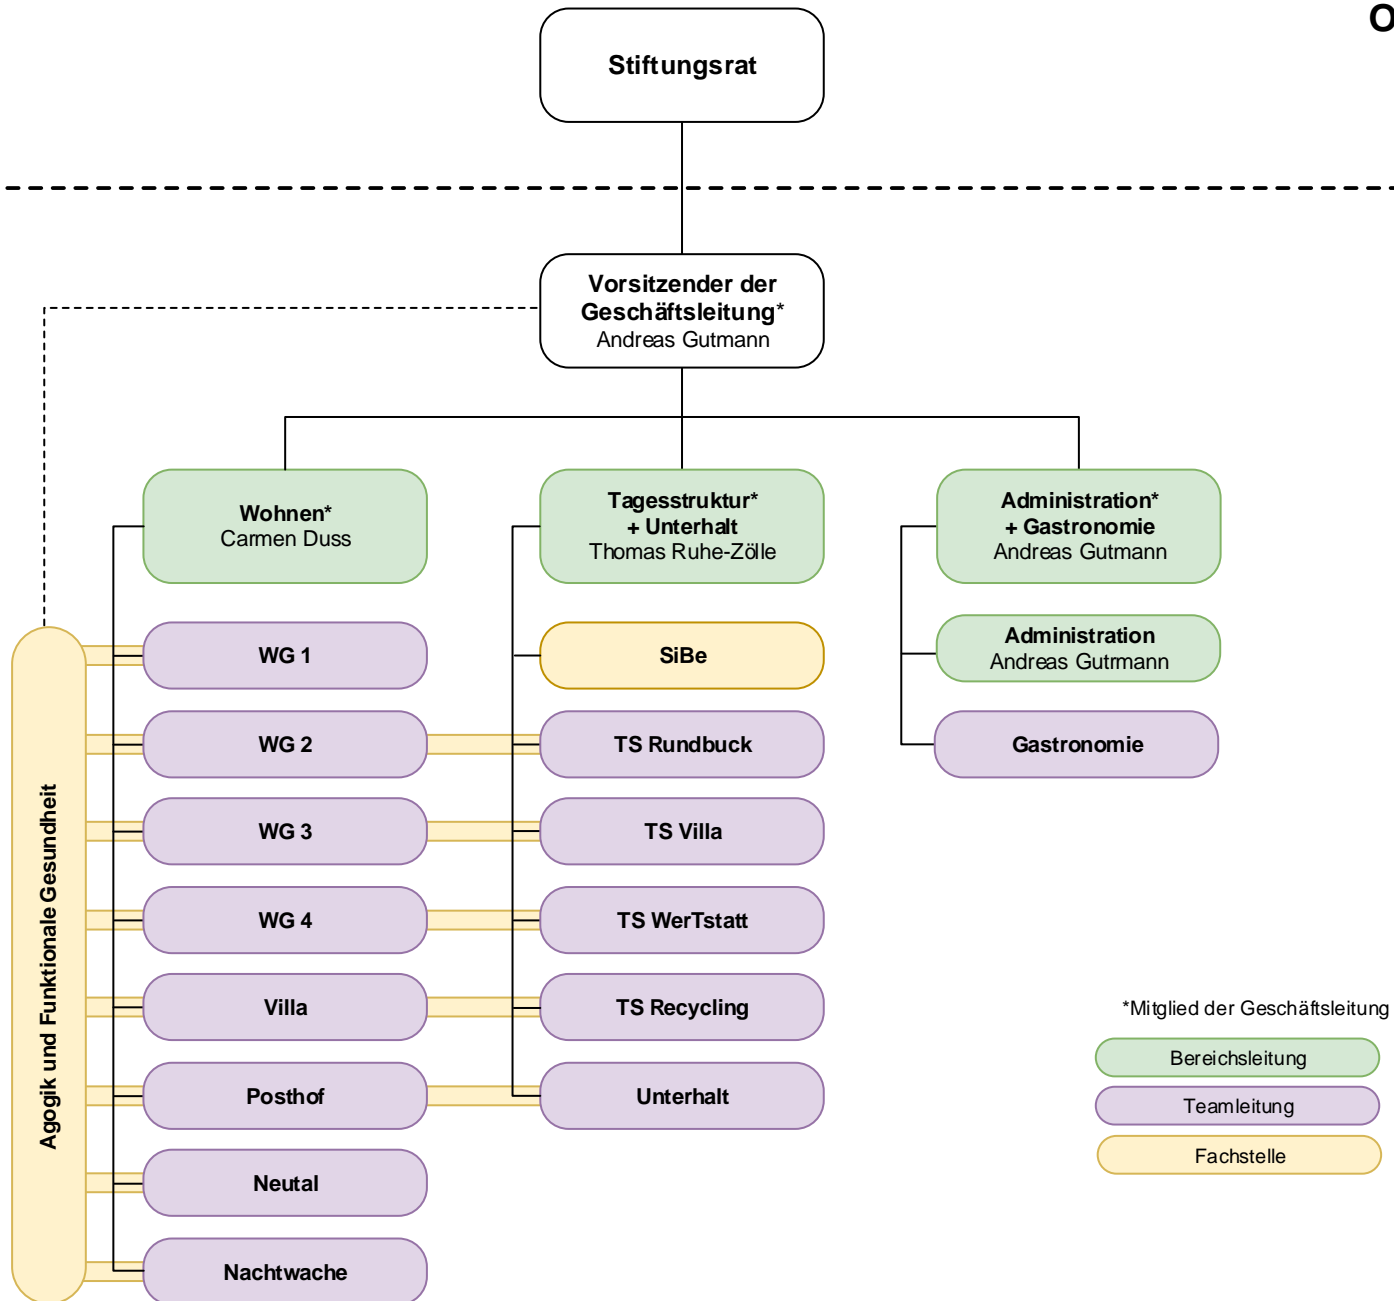 O
Stiftungsrat
Vorsitzender der
Geschäftsleitung*
Andreas Gutmann
Wohnen*
Carmen Duss
Tagesstruktur*
+ Unterhalt
Thomas Ruhe-Zölle
Administration*
+ Gastronomie
Andreas Gutmann
Agogik und Funktionale Gesundheit
WG 1
WG 2
WG 3
WG 4
Villa
Posthof
Neutal
Nachtwache
SiBe
TS Rundbuck
TS Villa
TS WerTstatt
TS Recycling
Unterhalt
Administration
Andreas Gutrmann
Gastronomie
*Mitglied der Geschäftsleitung
Bereichsleitung
Teamleitung
Fachstelle